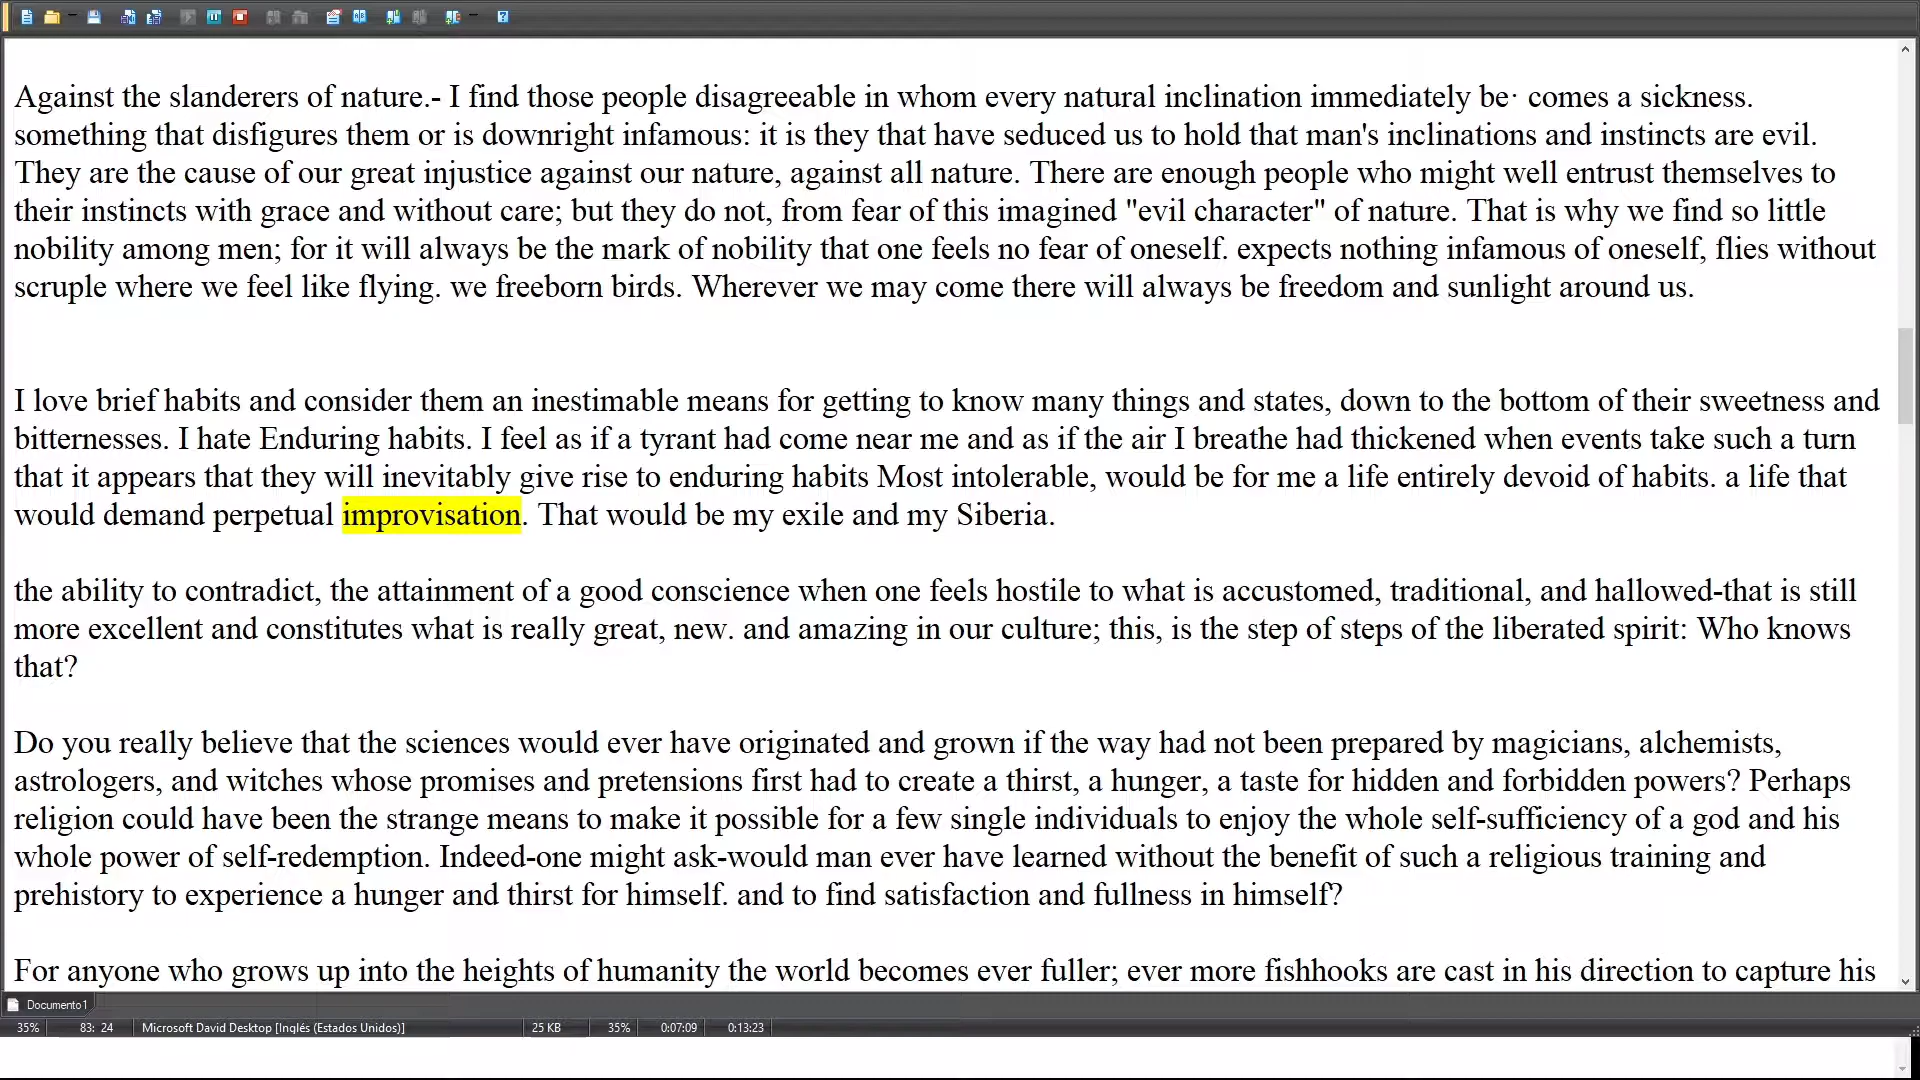 Against the slanderers of nature.- I find those people disagreeable in whom every natural inclination immediately be· comes a sickness.
something that disfigures them or is downright infamous: it is they that have seduced us to hold that man's inclinations and instincts are evil.
They are the cause of our great injustice against our nature, against all nature. There are enough people who might well entrust themselves to
their instincts with grace and without care; but they do not, from fear of this imagined "evil character" of nature. That is why we find so little
nobility among men; for it will always be the mark of nobility that one feels no fear of oneself. expects nothing infamous of oneself, flies without
scruple where we feel like flying. we freeborn birds. Wherever we may come there will always be freedom and sunlight around us.
I love brief habits and consider them an inestimable means for getting to know many things and states, down to the bottom of their sweetness and
bitternesses. I hate Enduring habits. I feel as if a tyrant had come near me and as if the air I breathe had thickened when events take such a turn
that it appears that they will inevitably give rise to enduring habits Most intolerable, would be for me a life entirely devoid of habits. a life that
would demand perpetual improvisation. That would be my exile and my Siberia.
the ability to contradict, the attainment of a good conscience when one feels hostile to what is accustomed, traditional, and hallowed-that is still
more excellent and constitutes what is really great, new. and amazing in our culture; this, is the step of steps of the liberated spirit: Who knows
that?
Do you really believe that the sciences would ever have originated and grown if the way had not been prepared by magicians, alchemists,
astrologers, and witches whose promises and pretensions first had to create a thirst, a hunger, a taste for hidden and forbidden powers? Perhaps
religion could have been the strange means to make it possible for a few single individuals to enjoy the whole self-sufficiency of a god and his
whole power of self-redemption. Indeed-one might ask-would man ever have learned without the benefit of such a religious training and
prehistory to experience a hunger and thirst for himself. and to find satisfaction and fullness in himself?
For anyone who grows up into the heights of humanity the world becomes ever fuller; ever more fishhooks are cast in his direction to capture his
Documento1
35% 83: 24 Microsoft David Desktop [Inglés (Estados Unidos)] 25 KB 35% 0:07:09 0:13:23